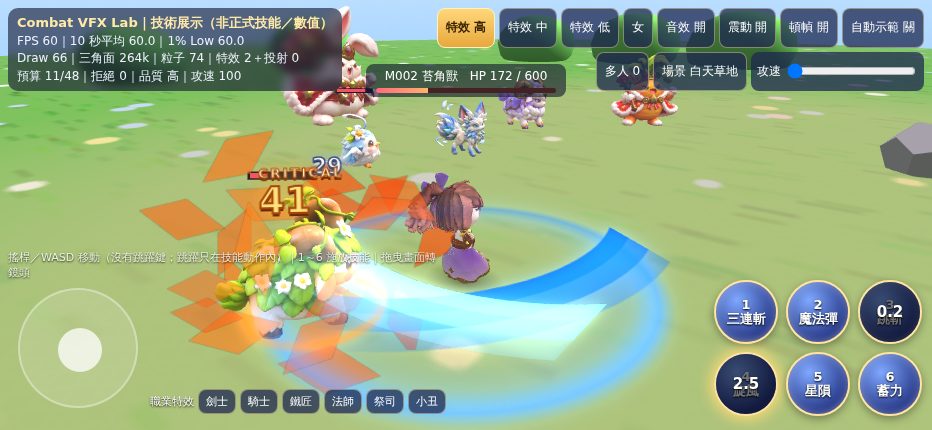 Combat VFX Lab｜技術展示（非正式技能／數值）
FPS 60｜10 秒平均 60.0｜1% Low 60.0
Draw 66｜三角面 264k｜粒子 74｜特效 2＋投射 0
預算 11/48｜拒絕 0｜品質 高｜攻速 100
特效 高
特效 中
特效 低
女
音效 開
震動 開
頓幀 開
自動示範 關
多人 0
場景 白天草地
攻速
M002 苔角獸 HP 172 / 600
29
CRITICAL
41
搖桿／WASD 移動（沒有跳躍鍵；跳躍只在技能動作內）｜1～6 施放技能｜拖曳畫面轉
鏡頭
1
三連斬
2
魔法彈
0.2
2.5
5
星隕
6
蓄力
職業特效
劍士
騎士
鐵匠
法師
祭司
小丑